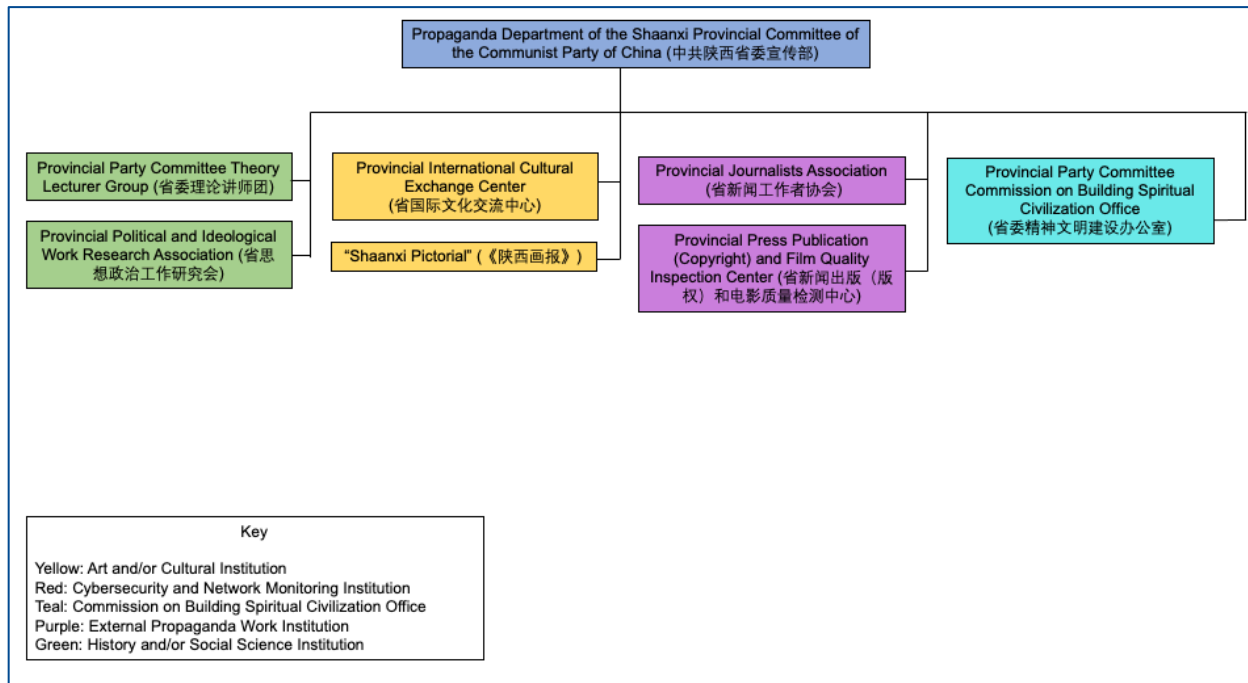 Propaganda Department of the Shaanxi Provincial Committee of
the Communist Party of China (中共陕西省委宣传部)
Provincial Party Committee Theory
Lecturer Group (省委理论讲师团)
Provincial Political and Ideological
Work Research Association (省思
想政治工作研究会)
Provincial International Cultural
Exchange Center
(省国际文化交流中心)
“Shaanxi Pictorial” (《陕西画报》)
Provincial Journalists Association
(省新闻工作者协会)
Provincial Press Publication
(Copyright) and Film Quality
Inspection Center (省新闻出版（版
权）和电影质量检测中心)
Provincial Party Committee
Commission on Building Spiritual
Civilization Office
(省委精神文明建设办公室)
Key
Yellow: Art and/or Cultural Institution
Red: Cybersecurity and Network Monitoring Institution
Teal: Commission on Building Spiritual Civilization Office
Purple: External Propaganda Work Institution
Green: History and/or Social Science Institution